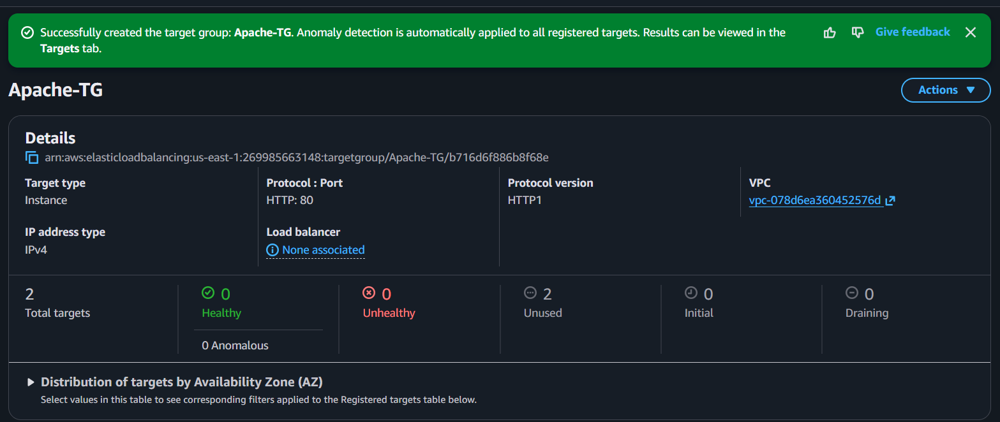 Successfully created the target group: Apache-TG. Anomaly detection is automatically applied to all registered targets. Results can be viewed in the
Targets tab.
Give feedback
Apache-TG
Actions
Details
arn:aws:elasticloadbalancing:us-east-1:269985663148:targetgroup/Apache-TG/b716d6f886b8f68e
Target type
Instance
Protocol : Port
HTTP: 80
Protocol version
HTTP1
VPC
vpc-078d6ea360452576d
IP address type
IPv4
Load balancer
None associated
2
Total targets
0
Healthy
0 Anomalous
0
Unhealthy
2
Unused
0
Initial
0
Draining
Distribution of targets by Availability Zone (AZ)
Select values in this table to see corresponding filters applied to the Registered targets table below.